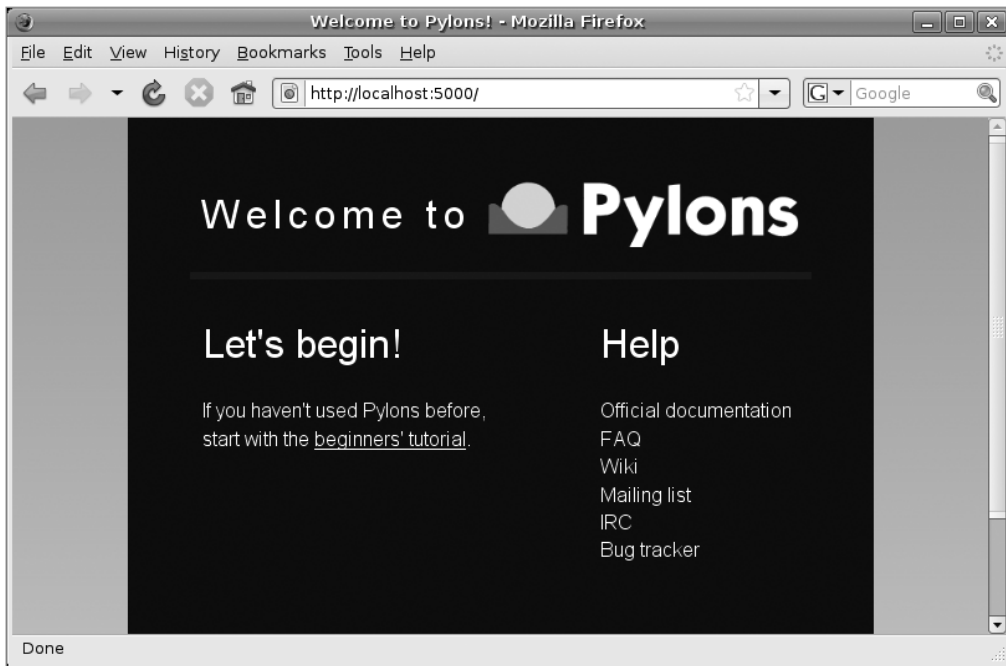 Welcome to Pylons! - Mozilla Firefox
File Edit View History Bookmarks Tools Help
http://localhost:5000/
G Google
Welcome to Pylons
Let's begin!
If you haven't used Pylons before,
start with the beginners' tutorial.
Help
Official documentation
FAQ
Wiki
Mailing list
IRC
Bug tracker
Done